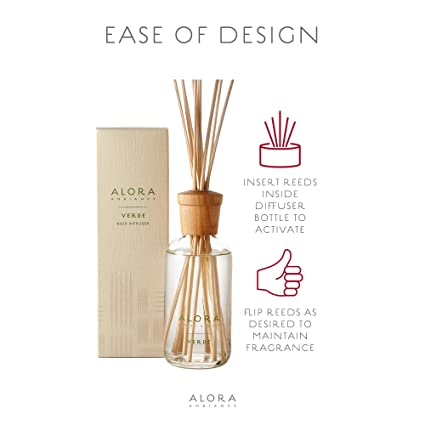 EASE OF DESIGN
ALORA
AMBIANCE
VERDE
REED DIFFUSER
ALORA
VERDE
INSERT REEDS
INSIDE
DIFFUSER
BOTTLE TO
ACTIVATE
FLIP REEDS AS
DESIRED TO
MAINTAIN
FRAGRANCE
ALORA
AMBIANCE